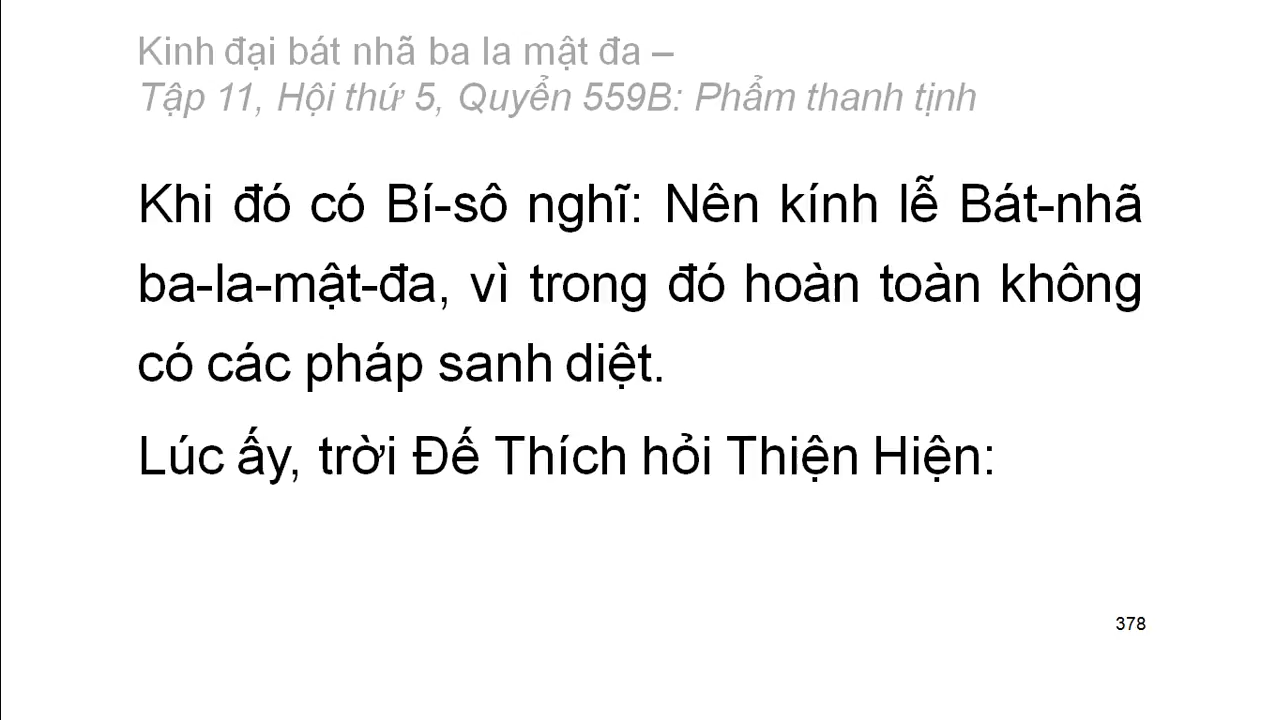 Kinh đại bát nhã ba la mật đa –
Tập 11, Hội thứ 5, Quyển 559B: Phẩm thanh tịnh
Khi đó có Bí-sô nghĩ: Nên kính lễ Bát-nhã
ba-la-mật-đa, vì trong đó hoàn toàn không
có các pháp sanh diệt.
Lúc ấy, trời Đế Thích hỏi Thiện Hiện:
378